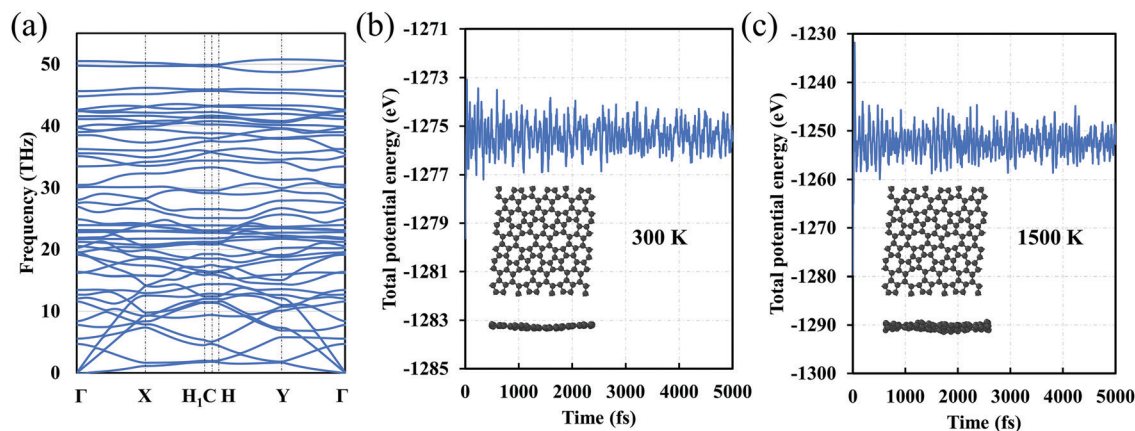 (a)
50
40
30
20
10
0
Frequency (THz)
Γ X H₁ C H Y Γ
(b)
-1271
-1273
-1275
-1277
-1279
-1281
-1283
-1285
Total potential energy (eV)
300 K
0 1000 2000 3000 4000 5000
Time (fs)
(c)
-1230
-1240
-1250
-1260
-1270
-1280
-1290
-1300
Total potential energy (eV)
1500 K
0 1000 2000 3000 4000 5000
Time (fs)